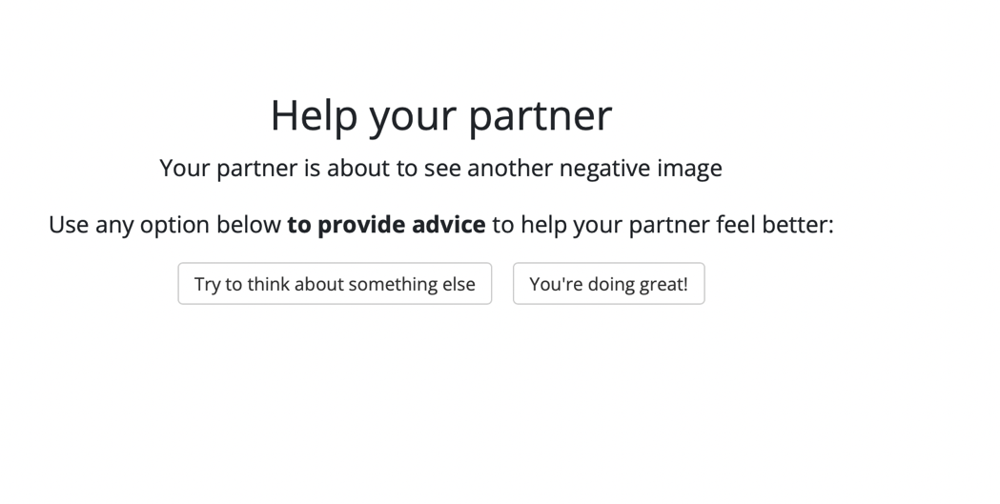 Help your partner
Your partner is about to see another negative image
Use any option below to provide advice to help your partner feel better:
Try to think about something else
You're doing great!